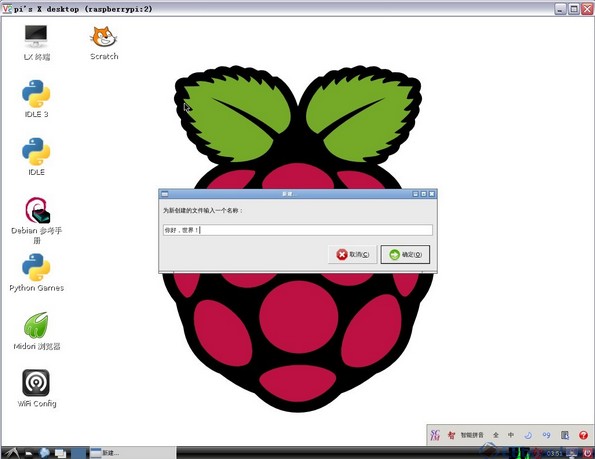 pi's X desktop (raspberrypi:2)
LX 终端
Scratch
IDLE 3
IDLE
Debian 参考手
册
Python Games
Midori 浏览器
WiFi Config
新建...
为新创建的文件输入一个名称：
你好，世界！
取消(C)
确定(O)
智能拼音
全
中
新建...
03:51